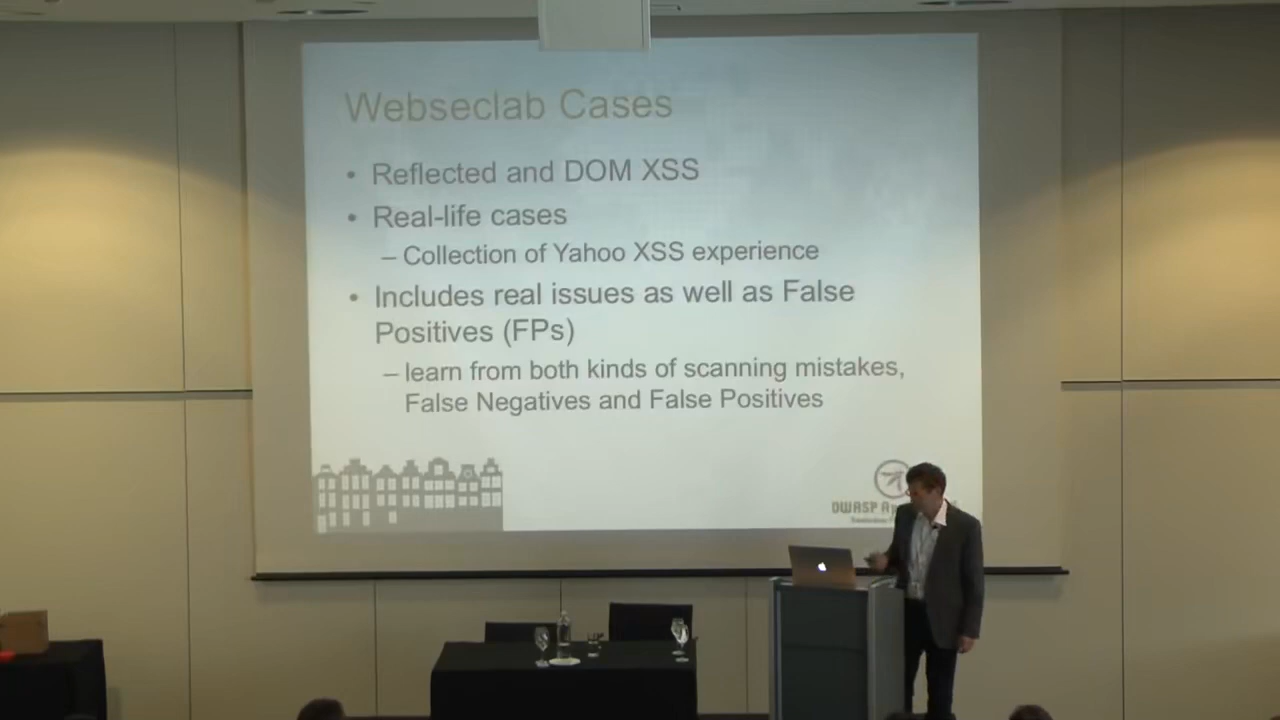 Webseclab Cases
• Reflected and DOM XSS
• Real-life cases
– Collection of Yahoo XSS experience
• Includes real issues as well as False
Positives (FPs)
– learn from both kinds of scanning mistakes,
False Negatives and False Positives
OWASP